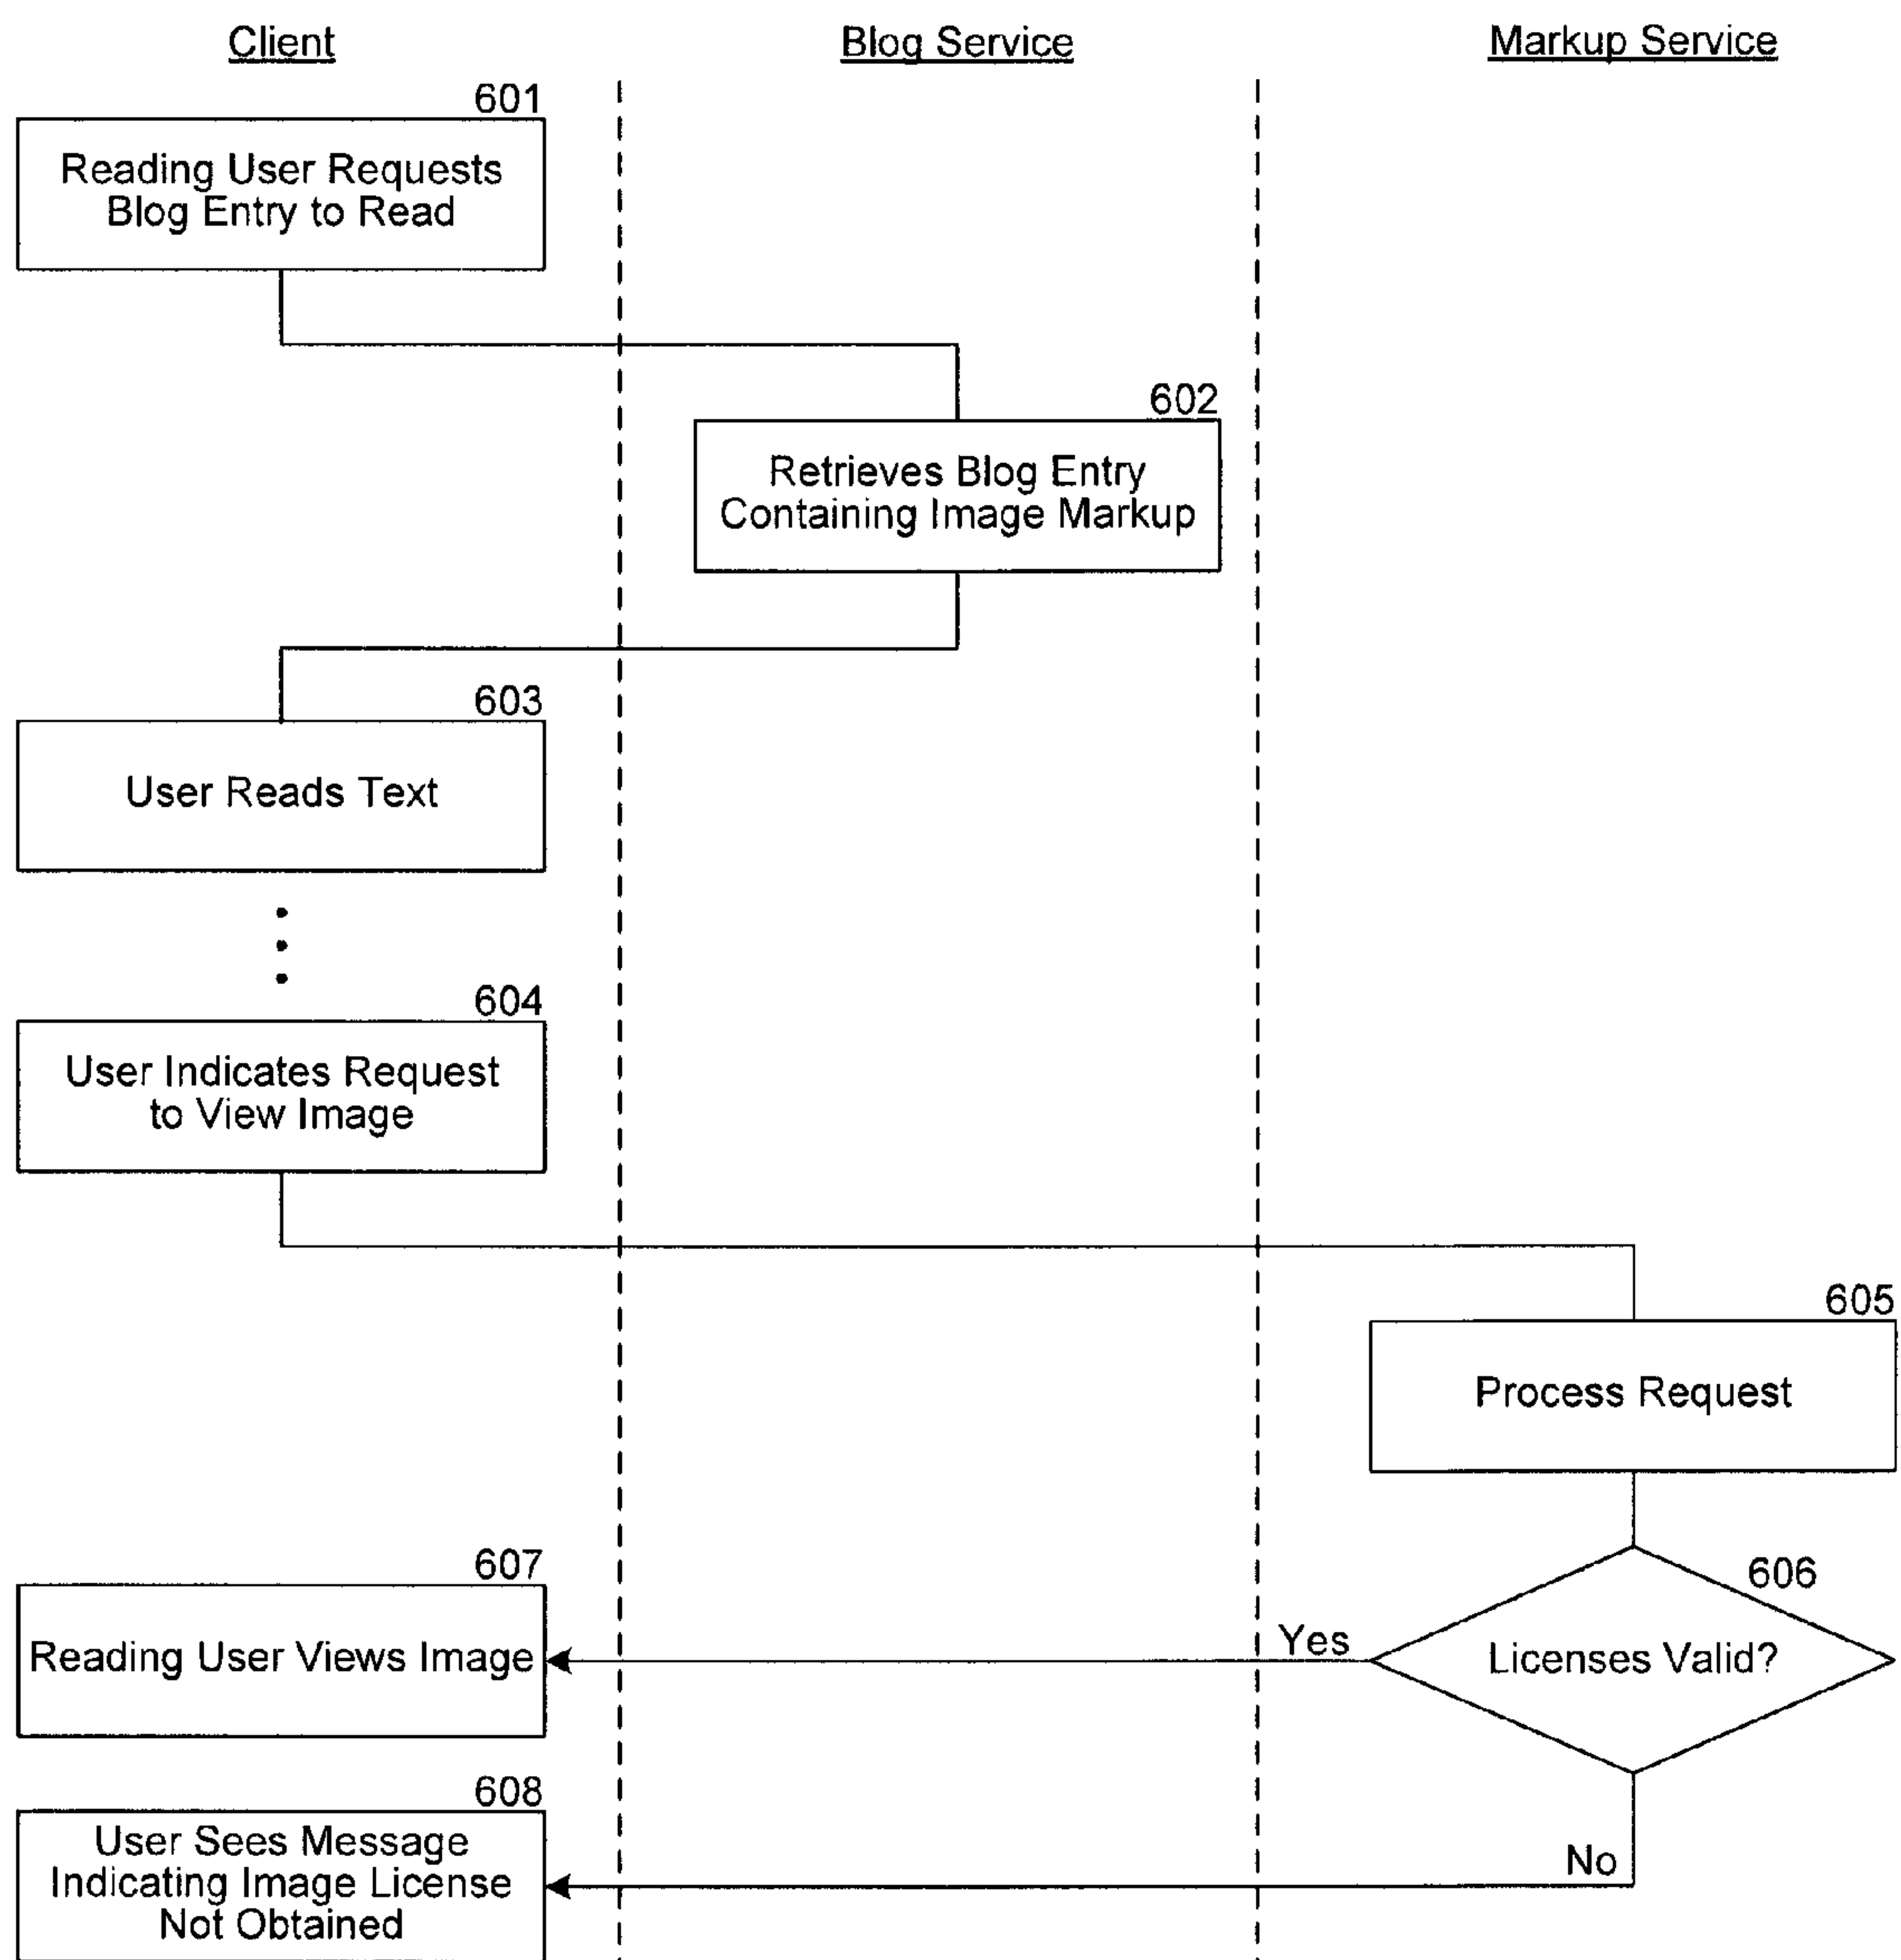 Client
Blog Service
Markup Service
601
Reading User Requests
Blog Entry to Read
602
Retrieves Blog Entry
Containing Image Markup
603
User Reads Text
604
User Indicates Request
to View Image
605
Process Request
606
Licenses Valid?
Yes
607
Reading User Views Image
No
608
User Sees Message
Indicating Image License
Not Obtained